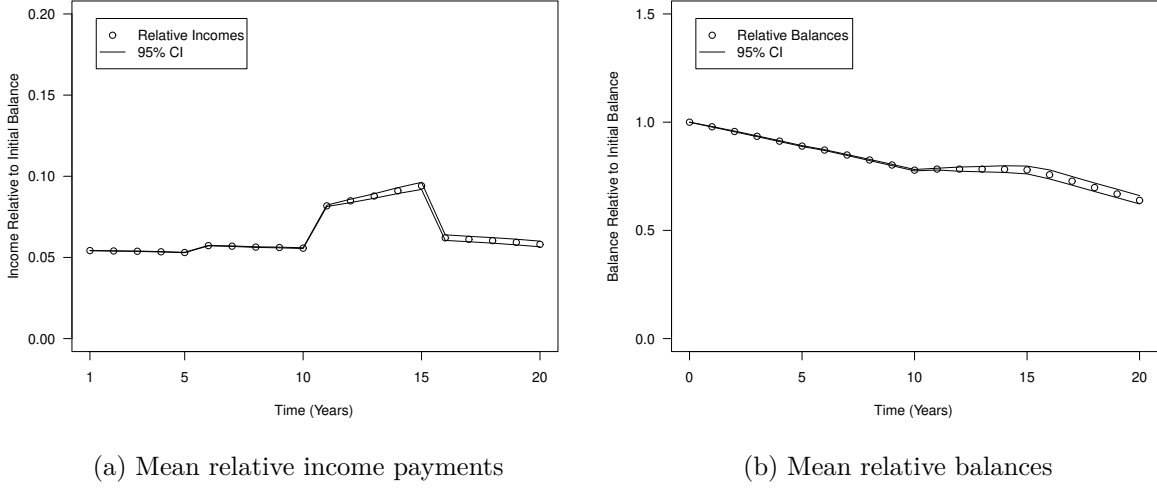 0.20
0.15
0.10
0.05
0.00
Income Relative to Initial Balance
Relative Incomes
95% CI
1
5
10
15
20
Time (Years)
(a) Mean relative income payments
1.5
1.0
0.5
0.0
Balance Relative to Initial Balance
Relative Balances
95% CI
0
5
10
15
20
Time (Years)
(b) Mean relative balances